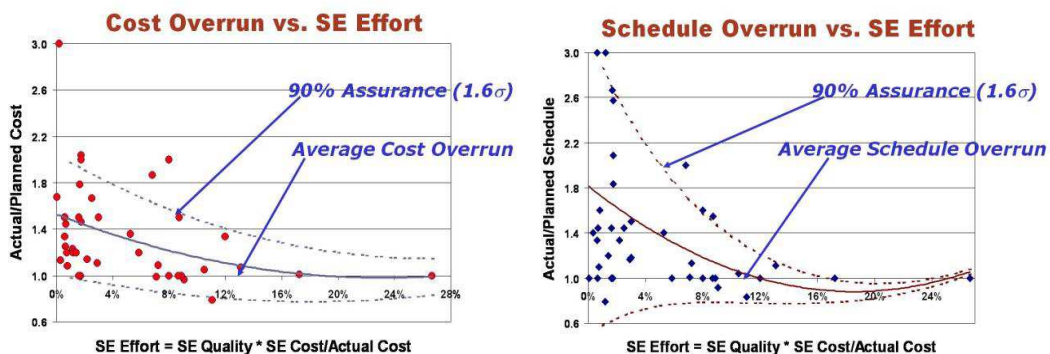 Cost Overrun vs. SE Effort
3.0
2.6
2.2
1.8
1.4
1.0
0.6
Actual/Planned Cost
90% Assurance (1.6σ)
Average Cost Overrun
0% 4% 8% 12% 16% 20% 24% 28%
SE Effort = SE Quality * SE Cost/Actual Cost
Schedule Overrun vs. SE Effort
3.0
2.6
2.2
1.8
1.4
1.0
0.6
Actual/Planned Schedule
90% Assurance (1.6σ)
Average Schedule Overrun
0% 4% 8% 12% 16% 20% 24%
SE Effort = SE Quality * SE Cost/Actual Cost